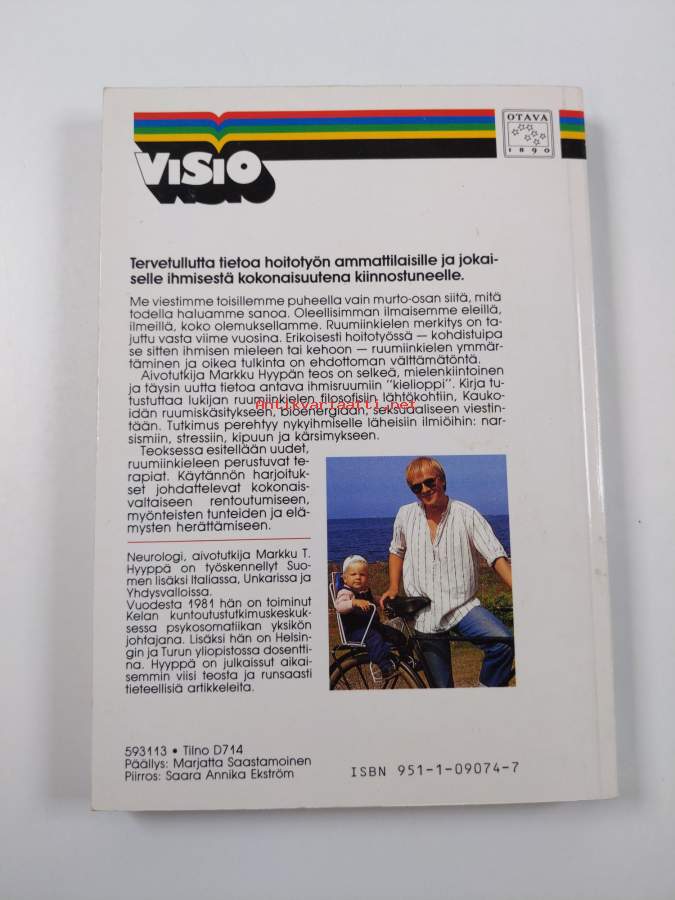 OTAVA
1890
VISIO
Tervetullutta tietoa hoitotyön ammattilaisille ja jokai-
selle ihmisestä kokonaisuutena kiinnostuneelle.
Me viestimme toisillemme puheella vain murto-osan siitä, mitä
todella haluamme sanoa. Oleellisimman ilmaisemme eleillä,
ilmeillä, koko olemuksellamme. Ruumiinkielen merkitys on ta-
juttu vasta viime vuosina. Erikoisesti hoitotyössä — kohdistuipa
se sitten ihmisen mieleen tai kehoon — ruumiinkielen ymmär-
täminen ja oikea tulkinta on ehdottoman välttämätöntä.
Aivotutkija Markku Hyypän teos on selkeä, mielenkiintoinen
ja täysin uutta tietoa antava ihmisruumiin "kielioppi". Kirja tu-
tustuttaa lukijan ruumiinkielen filosofisiin lähtökohtiin, Kauko-
idän ruumiskäsitykseen, bioenergiaan, seksuaaliseen viestin-
tään. Tutkimus perehtyy nykyihmiselle läheisiin ilmiöihin: nar-
sismiin, stressiin, kipuun ja kärsimykseen.
Teoksessa esitellään uudet,
ruumiinkieleen perustuvat te-
rapiat. Käytännön harjoituk-
set johdattelevat kokonais-
valtaiseen rentoutumiseen,
myönteisten tunteiden ja elä-
mysten herättämiseen.
Neurologi, aivotutkija Markku T.
Hyyppä on työskennellyt Suo-
men lisäksi Italiassa, Unkarissa ja
Yhdysvalloissa.
Vuodesta 1981 hän on toiminut
Kelan kuntoutustutkimuskeskuk-
sessa psykosomatiikan yksikön
johtajana. Lisäksi hän on Helsin-
gin ja Turun yliopistossa dosentti-
na. Hyyppä on julkaissut aikai-
semmin viisi teosta ja runsaasti
tieteellisiä artikkeleita.
593113 • Tilno D714
Päällys: Marjatta Saastamoinen
Piirros: Saara Annika Ekström
ISBN 951-1-09074-7